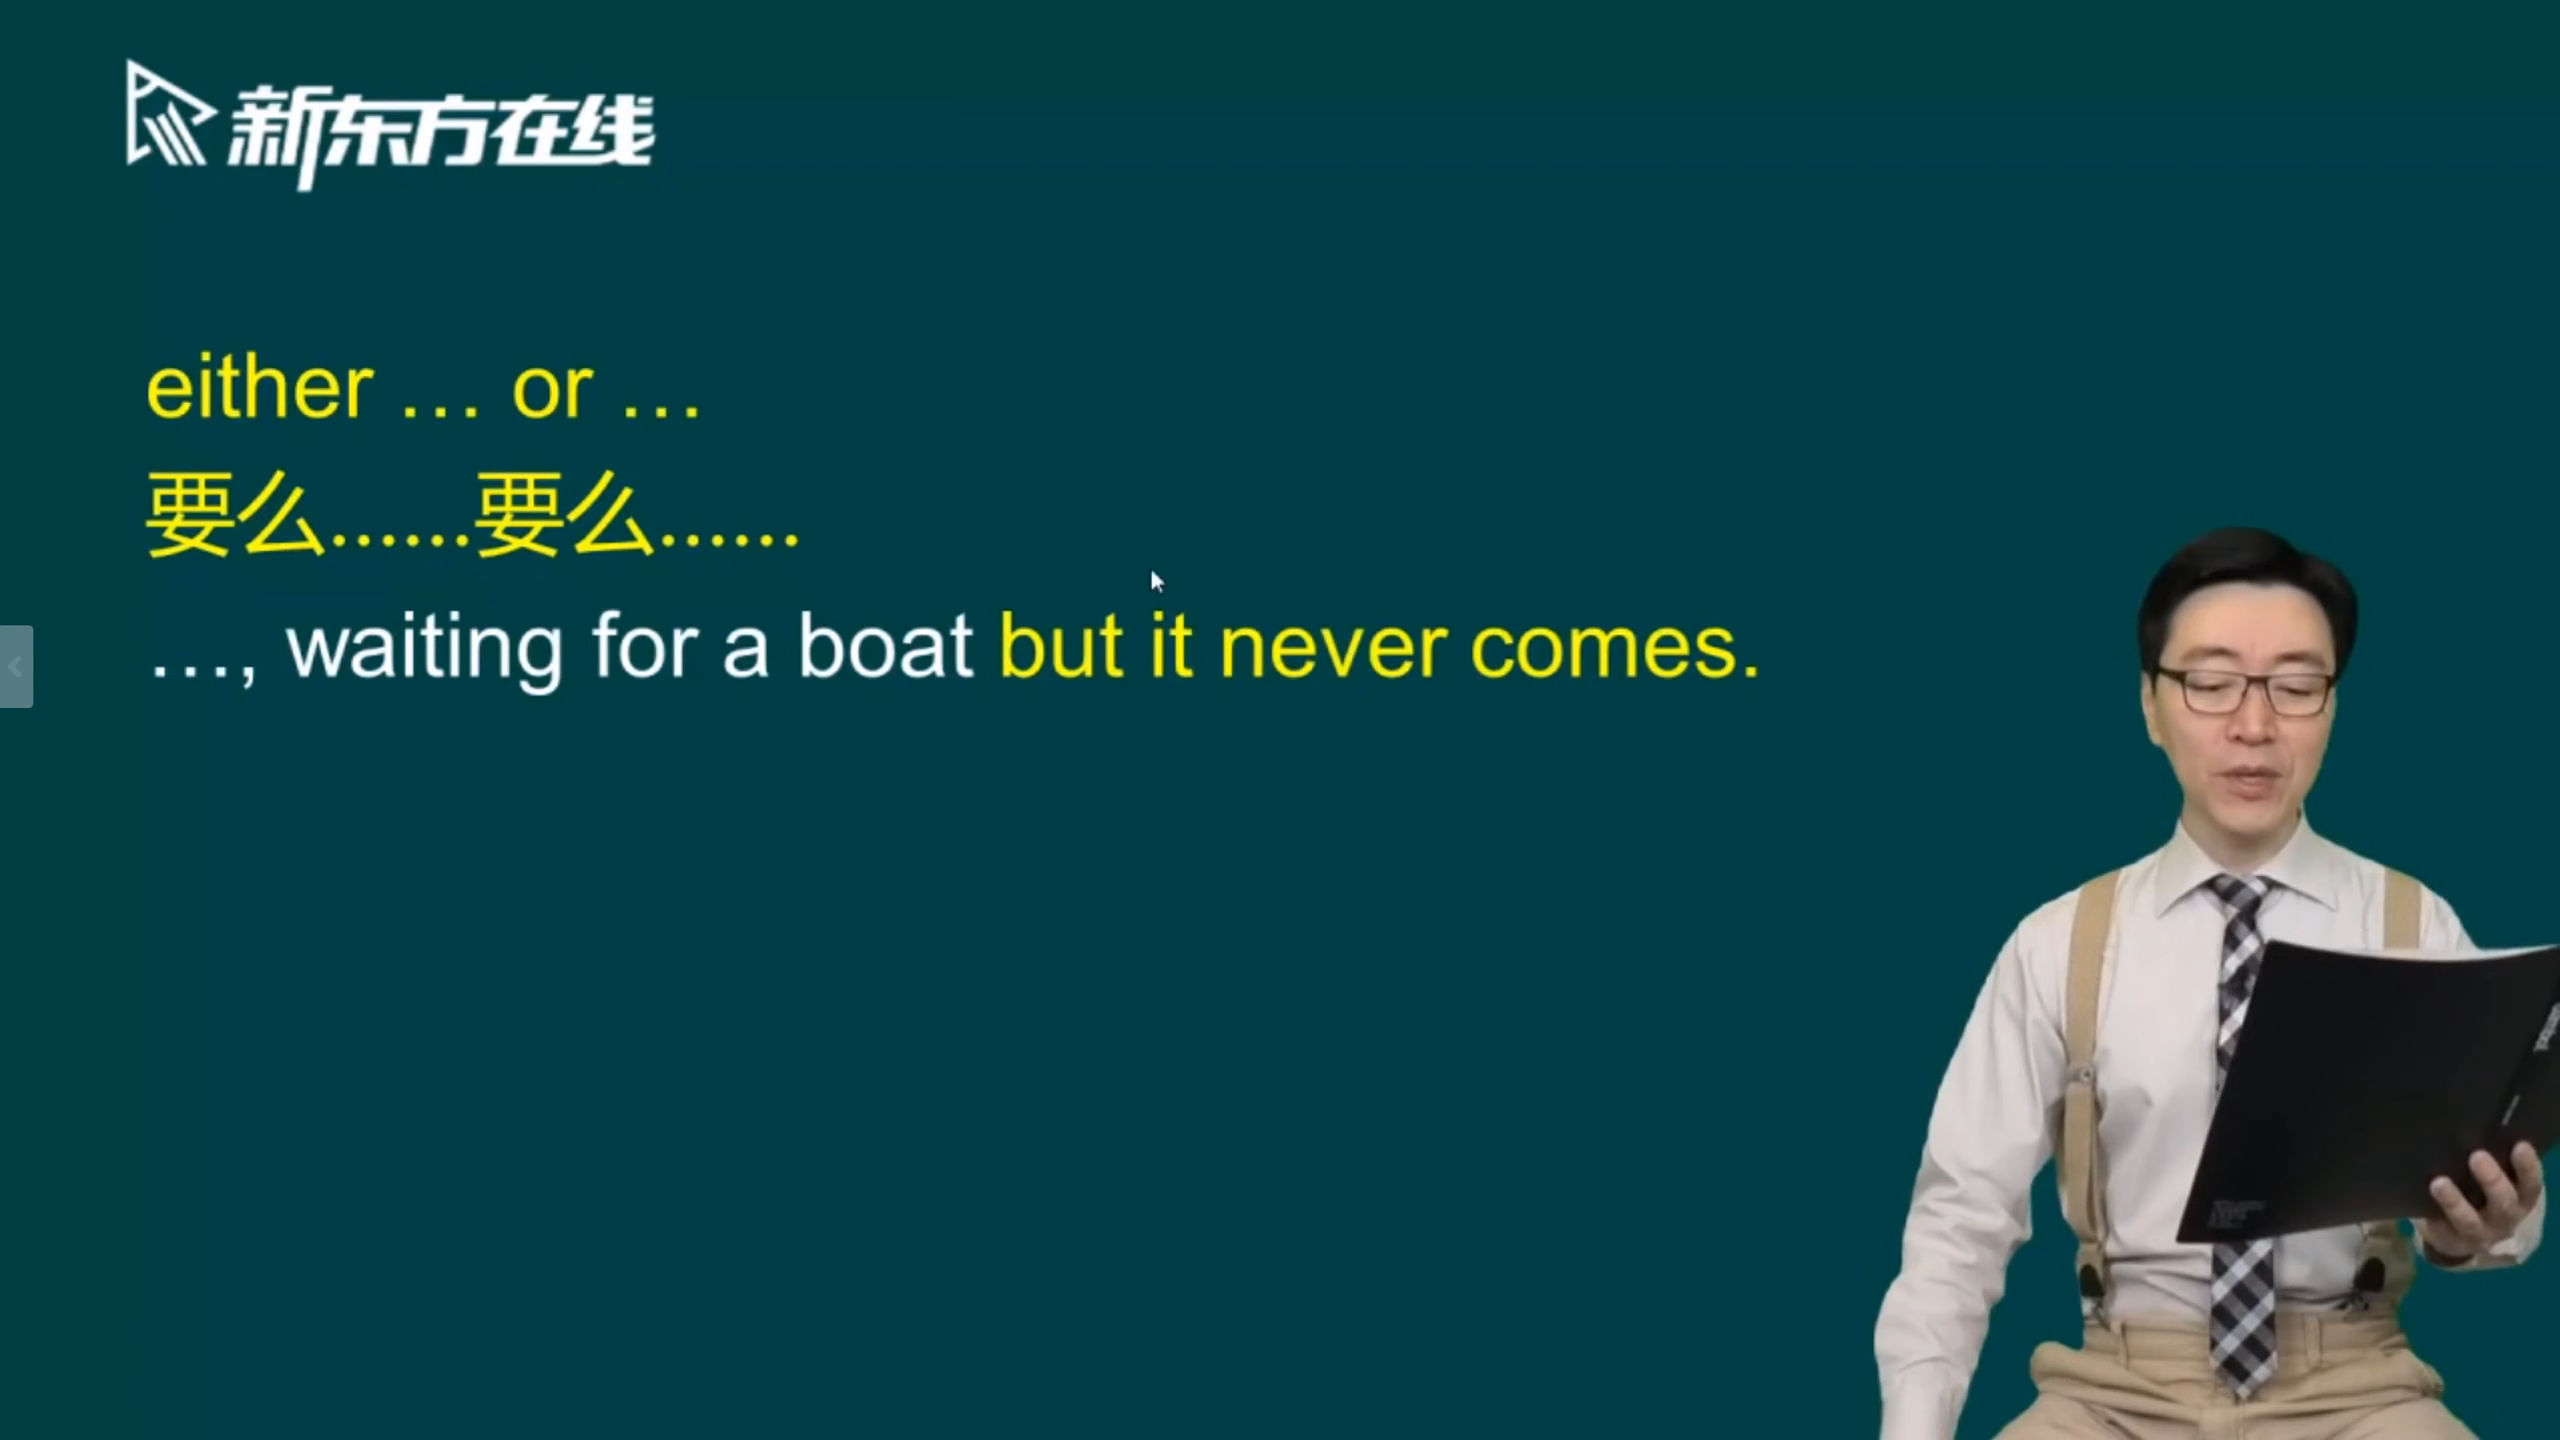 新东方在线
either … or …
要么......要么......
…, waiting for a boat but it never comes.